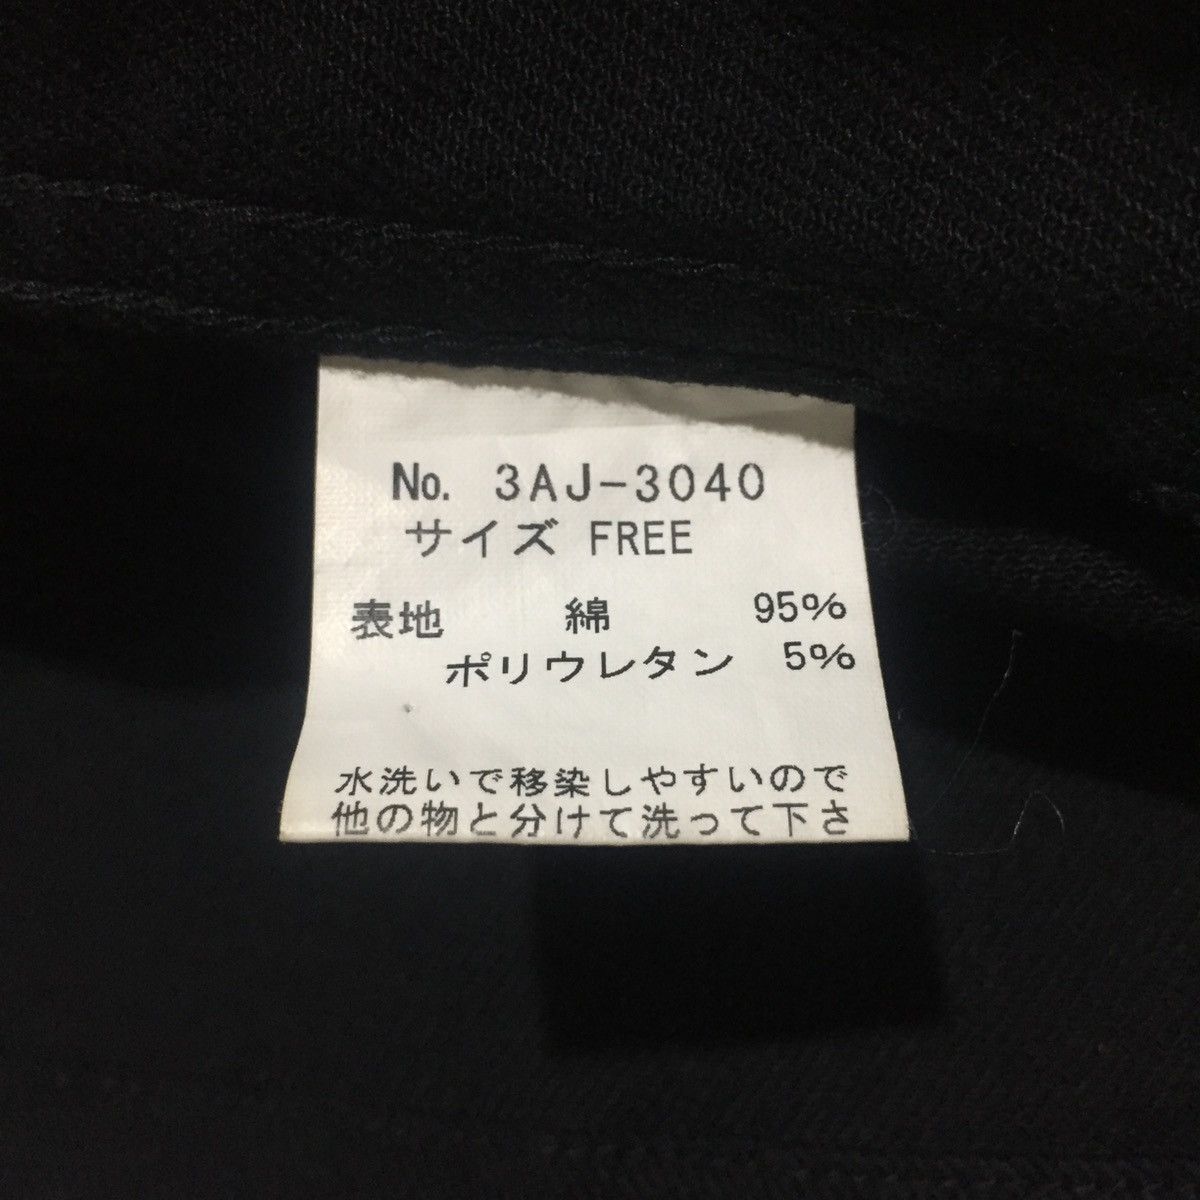 No. 3AJ-3040
サイズ FREE
表地 綿 95%
ポリウレタン 5%
水洗いで移染しやすいので
他の物と分けて洗って下さ